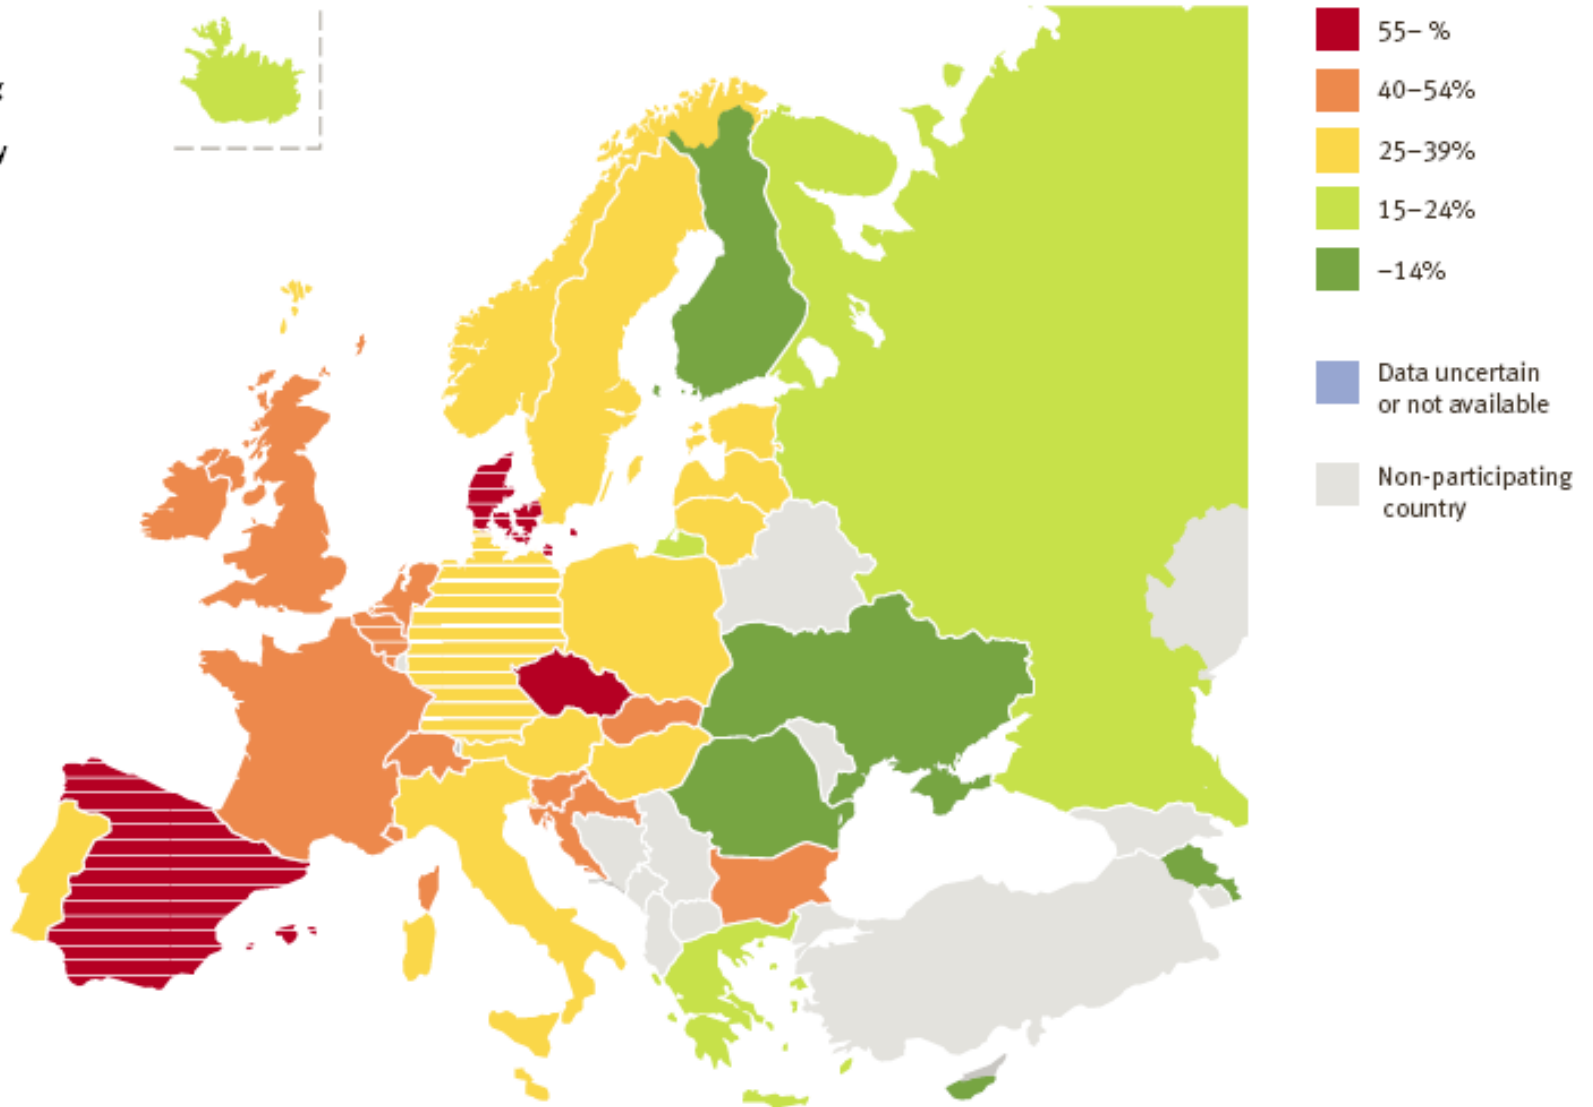 55– %
40–54%
25–39%
15–24%
–14%
Data uncertain
or not available
Non-participating
country